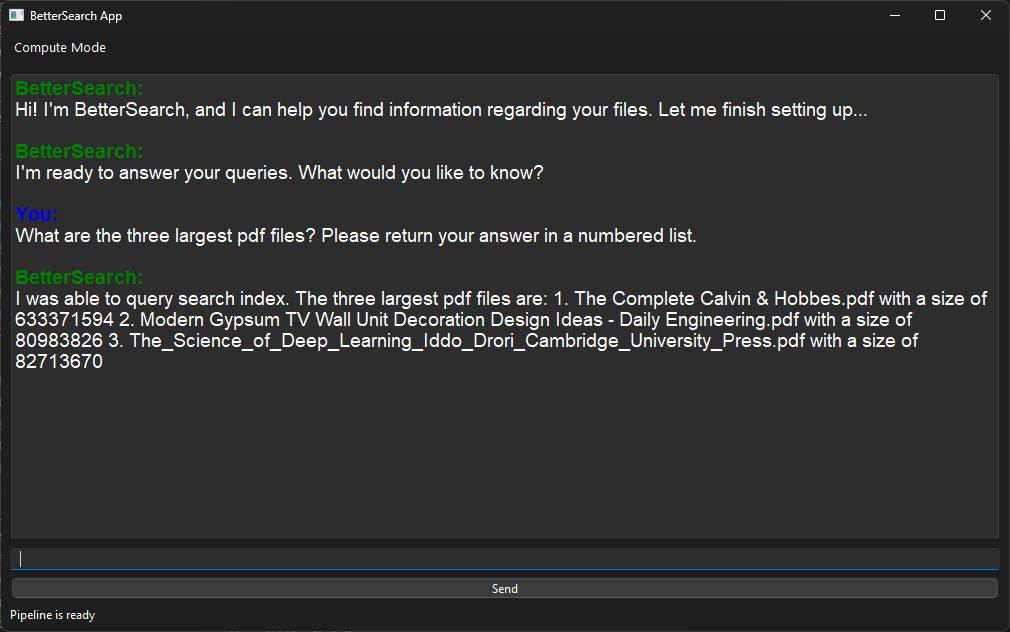 BetterSearch App
Compute Mode
BetterSearch:
Hi! I'm BetterSearch, and I can help you find information regarding your files. Let me finish setting up...
BetterSearch:
I'm ready to answer your queries. What would you like to know?
You:
What are the three largest pdf files? Please return your answer in a numbered list.
BetterSearch:
I was able to query search index. The three largest pdf files are: 1. The Complete Calvin & Hobbes.pdf with a size of
633371594 2. Modern Gypsum TV Wall Unit Decoration Design Ideas - Daily Engineering.pdf with a size of
80983826 3. The_Science_of_Deep_Learning_Iddo_Drori_Cambridge_University_Press.pdf with a size of
82713670
Send
Pipeline is ready